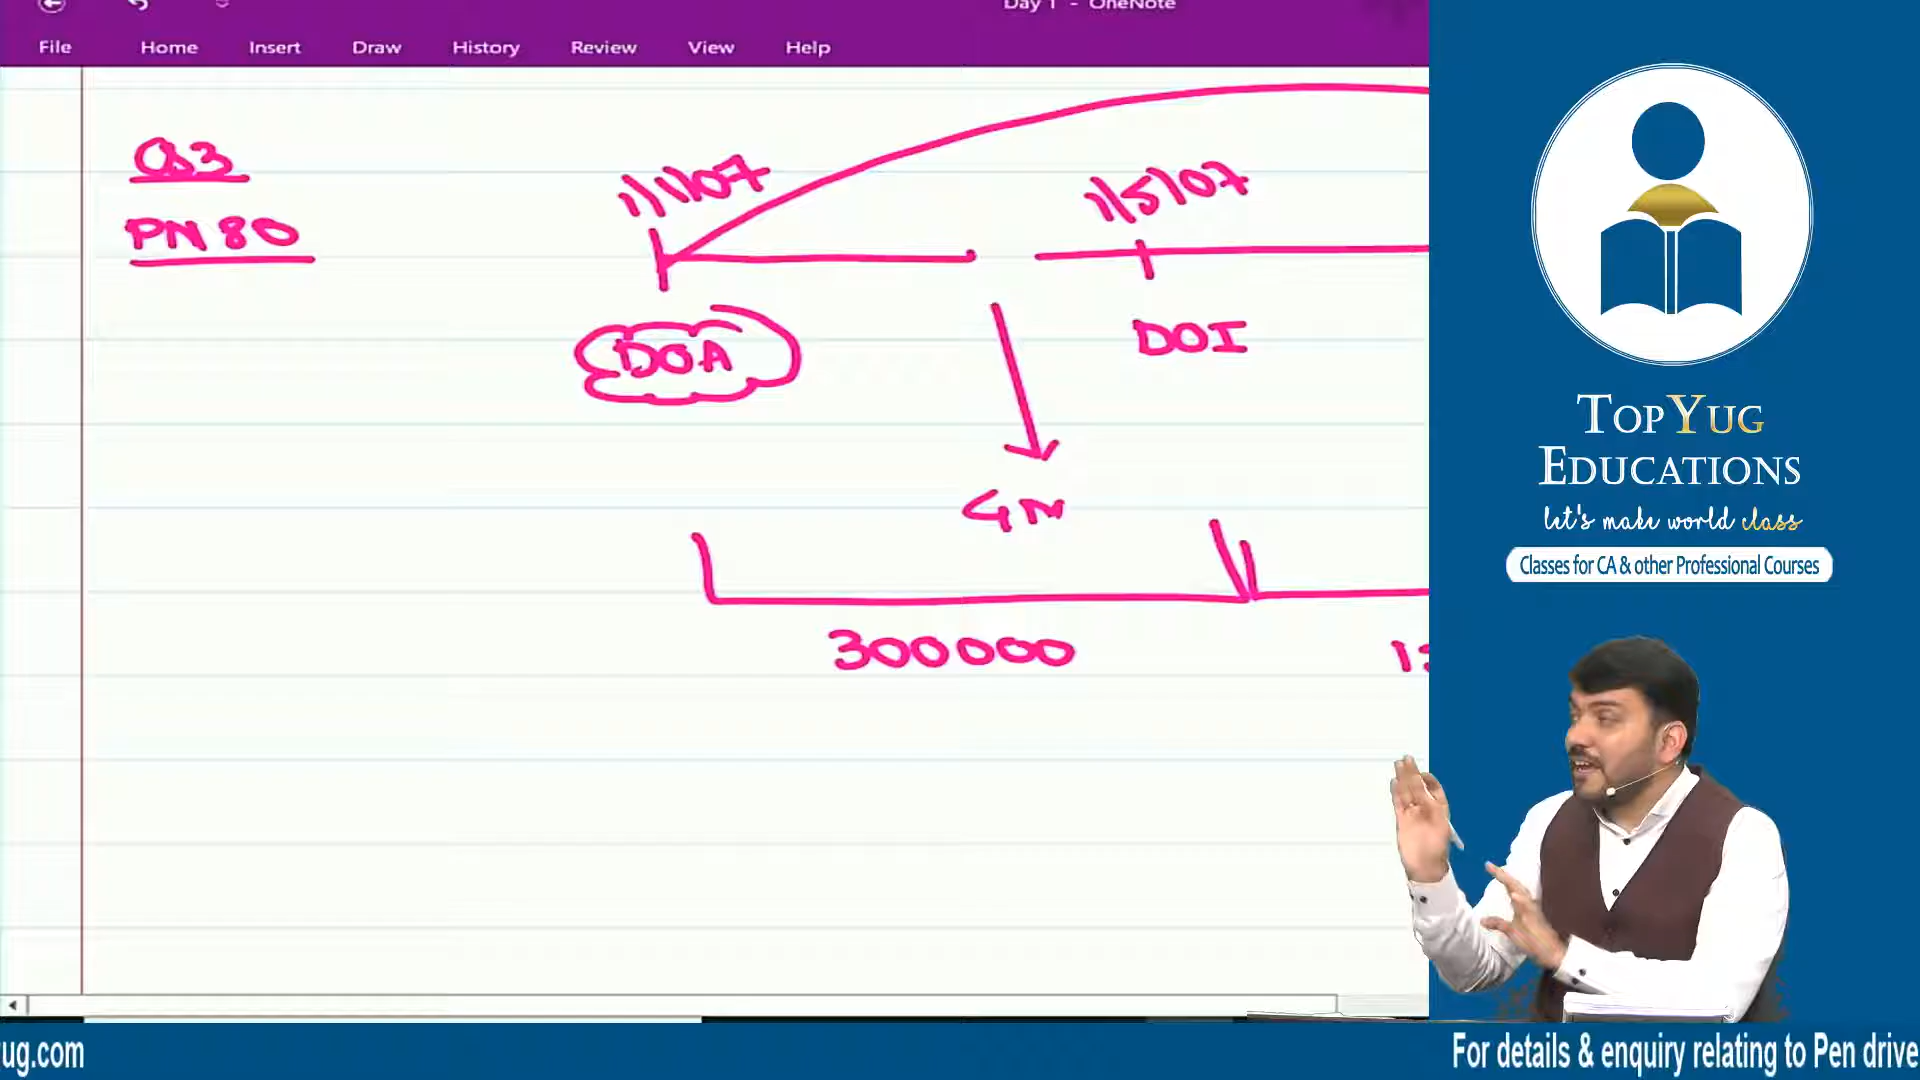 Day 1 - OneNote
File Home Insert Draw History Review View Help
Q3
PN 80
1/1/07
1/5/07
DOA
DOI
4M
300000
TOPYUG
EDUCATIONS
let's make world class
Classes for CA & other Professional Courses
ug.com
For details & enquiry relating to Pen drive